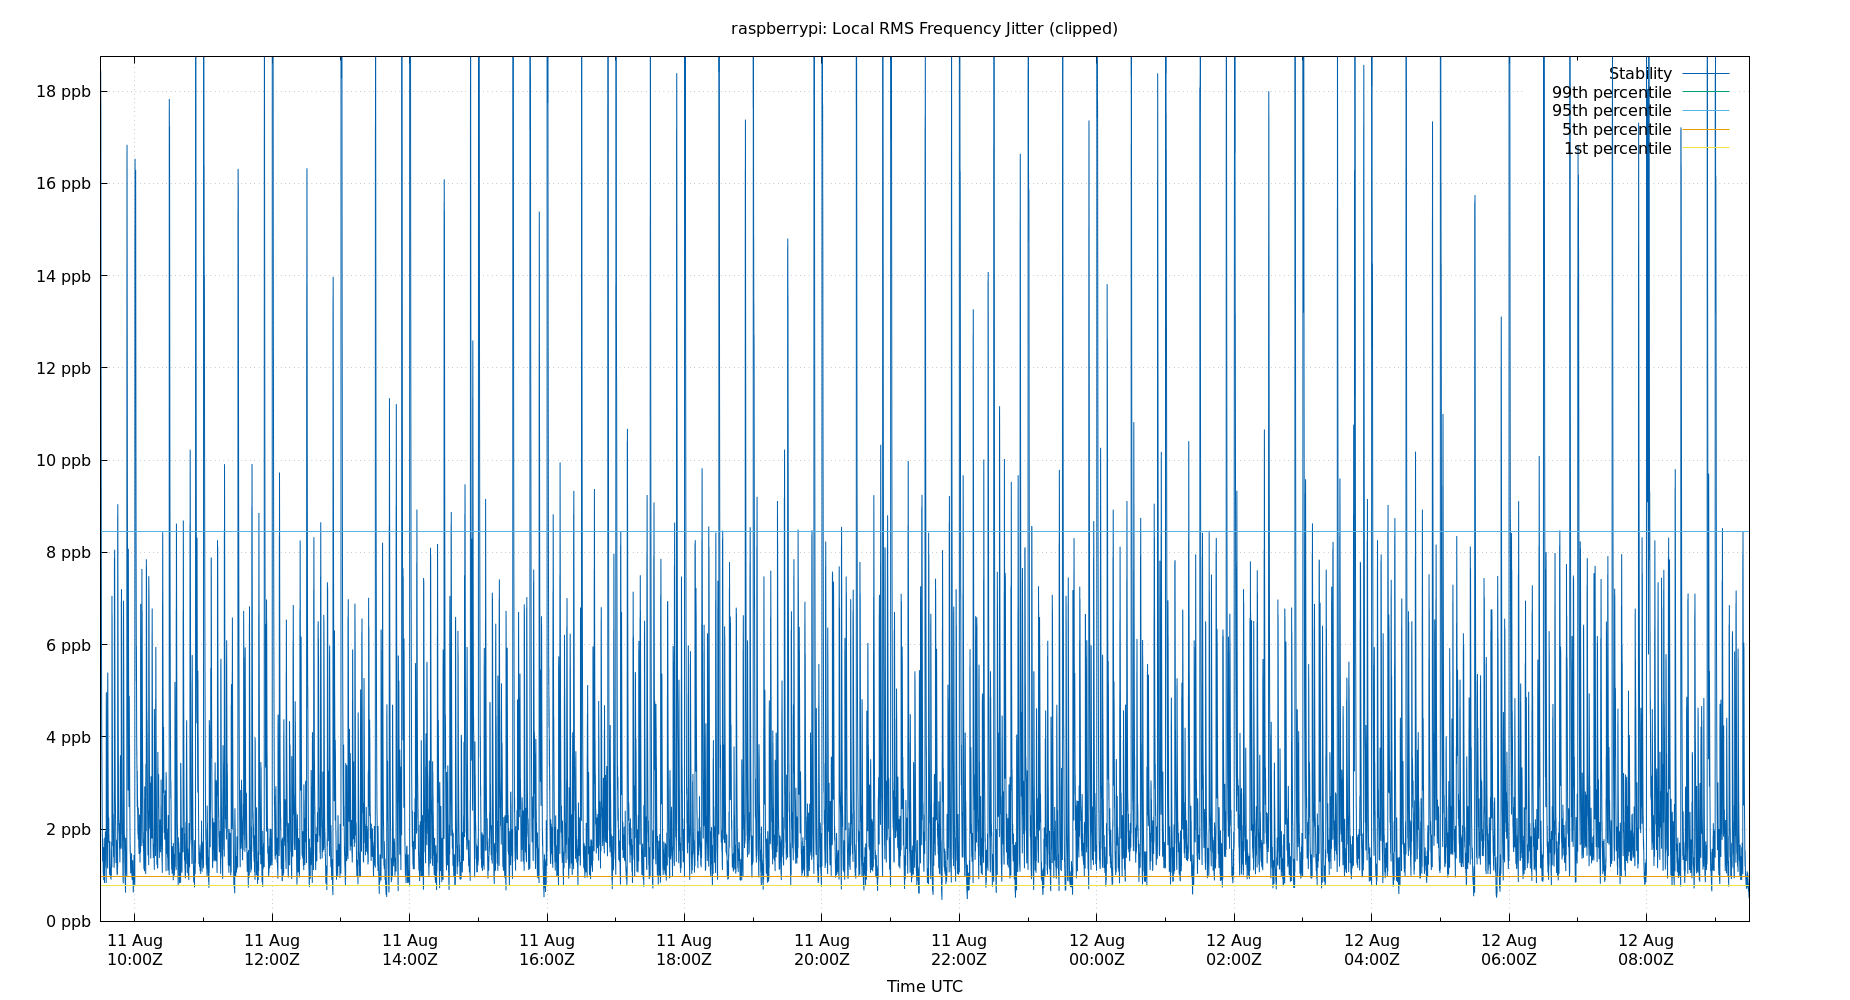 raspberrypi: Local RMS Frequency Jitter (clipped)
Stability
99th percentile
95th percentile
5th percentile
1st percentile
18 ppb
16 ppb
14 ppb
12 ppb
10 ppb
8 ppb
6 ppb
4 ppb
2 ppb
0 ppb
11 Aug 11 Aug 11 Aug 11 Aug 11 Aug 11 Aug 11 Aug 12 Aug 12 Aug 12 Aug 12 Aug 12 Aug
10:00Z 12:00Z 14:00Z 16:00Z 18:00Z 20:00Z 22:00Z 00:00Z 02:00Z 04:00Z 06:00Z 08:00Z
Time UTC